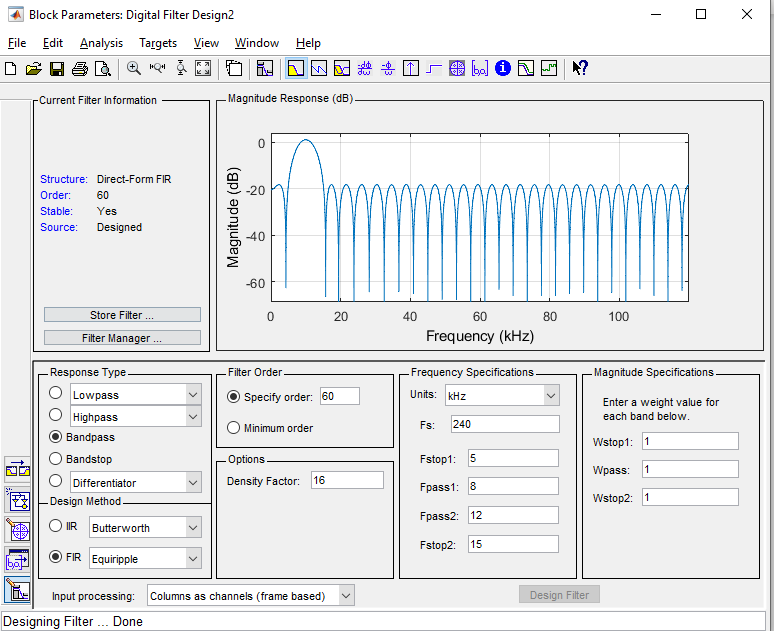 Block Parameters: Digital Filter Design2
File Edit Analysis Targets View Window Help
Current Filter Information
Structure: Direct-Form FIR
Order: 60
Stable: Yes
Source: Designed
Store Filter ...
Filter Manager ...
Magnitude Response (dB)
Magnitude (dB)
0
-20
-40
-60
0 20 40 60 80 100
Frequency (kHz)
Response Type
Lowpass
Highpass
Bandpass
Bandstop
Differentiator
Design Method
IIR Butterworth
FIR Equiripple
Filter Order
Specify order: 60
Minimum order
Options
Density Factor: 16
Frequency Specifications
Units: kHz
Fs: 240
Fstop1: 5
Fpass1: 8
Fpass2: 12
Fstop2: 15
Magnitude Specifications
Enter a weight value for
each band below.
Wstop1: 1
Wpass: 1
Wstop2: 1
Input processing: Columns as channels (frame based)
Design Filter
Designing Filter ... Done